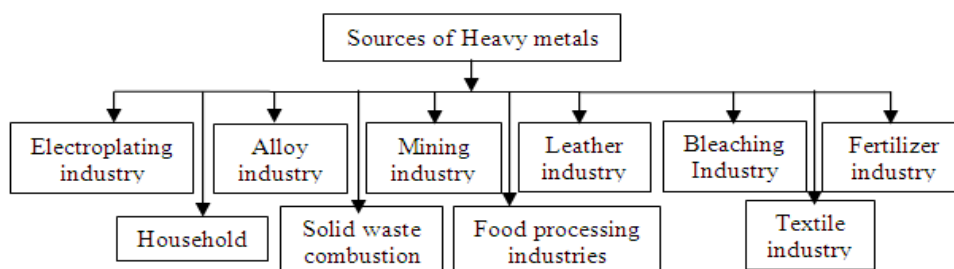 Sources of Heavy metals
Electroplating
industry
Alloy
industry
Mining
industry
Leather
industry
Bleaching
Industry
Fertilizer
industry
Household
Solid waste
combustion
Food processing
industries
Textile
industry